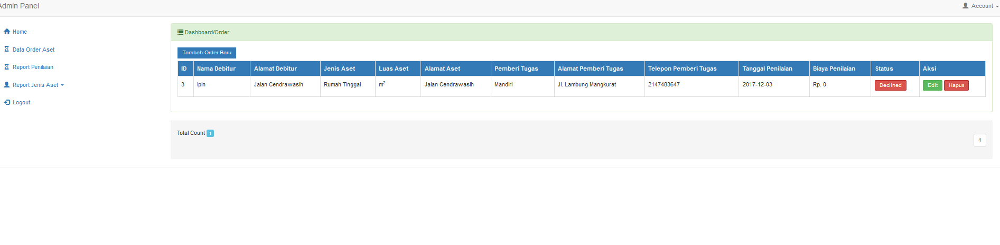 Admin Panel
Account
Home
Data Order Aset
Report Penilaian
Report Jenis Aset
Logout
Dashboard/Order
Tambah Order Baru
ID Nama Debitur Alamat Debitur Jenis Aset Luas Aset Alamat Aset Pemberi Tugas Alamat Pemberi Tugas Telepon Pemberi Tugas Tanggal Penilaian Biaya Penilaian Status Aksi
3 Ipin Jalan Cendrawasih Rumah Tinggal m² Jalan Cendrawasih Mandiri Jl. Lambung Mangkurat 2147483647 2017-12-03 Rp. 0 Declined Edit Hapus
Total Count 1
1